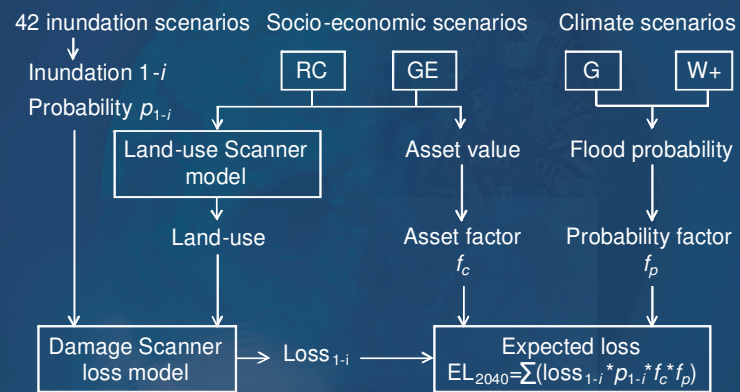 42 inundation scenarios
Socio-economic scenarios
Climate scenarios
Inundation 1-i
Probability p1-i
RC
GE
G
W+
Land-use Scanner
model
Asset value
Flood probability
Land-use
Asset factor
fc
Probability factor
fp
Damage Scanner
loss model
Loss1-i
Expected loss
EL2040=∑(loss1-i*p1-i*fc*fp)